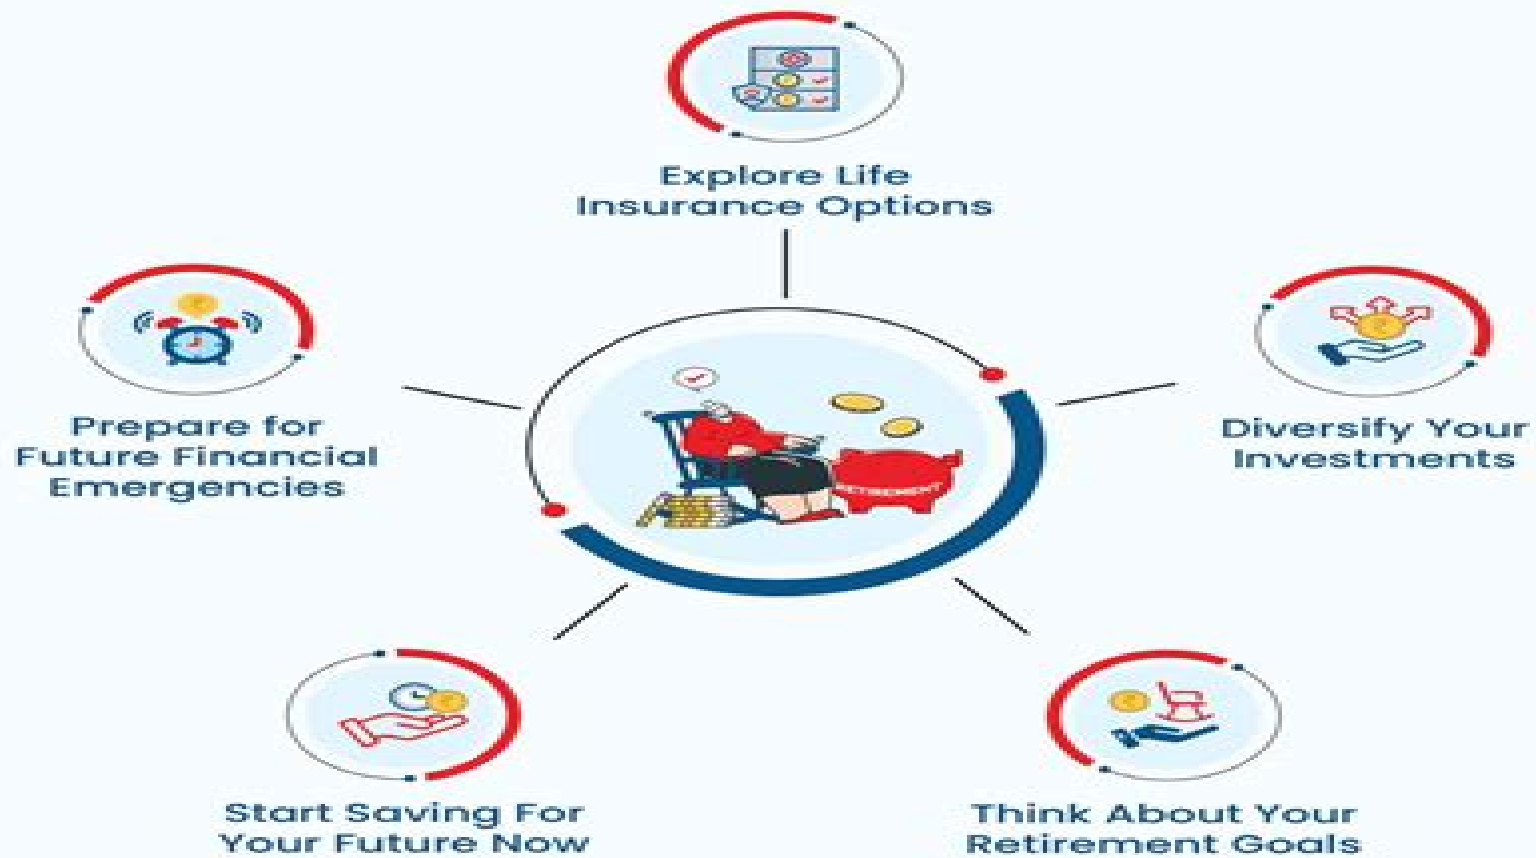 Explore Life
Insurance Options
Prepare for
Future Financial
Emergencies
Diversify Your
Investments
RETIREMENT
Start Saving For
Your Future Now
Think About Your
Retirement Goals